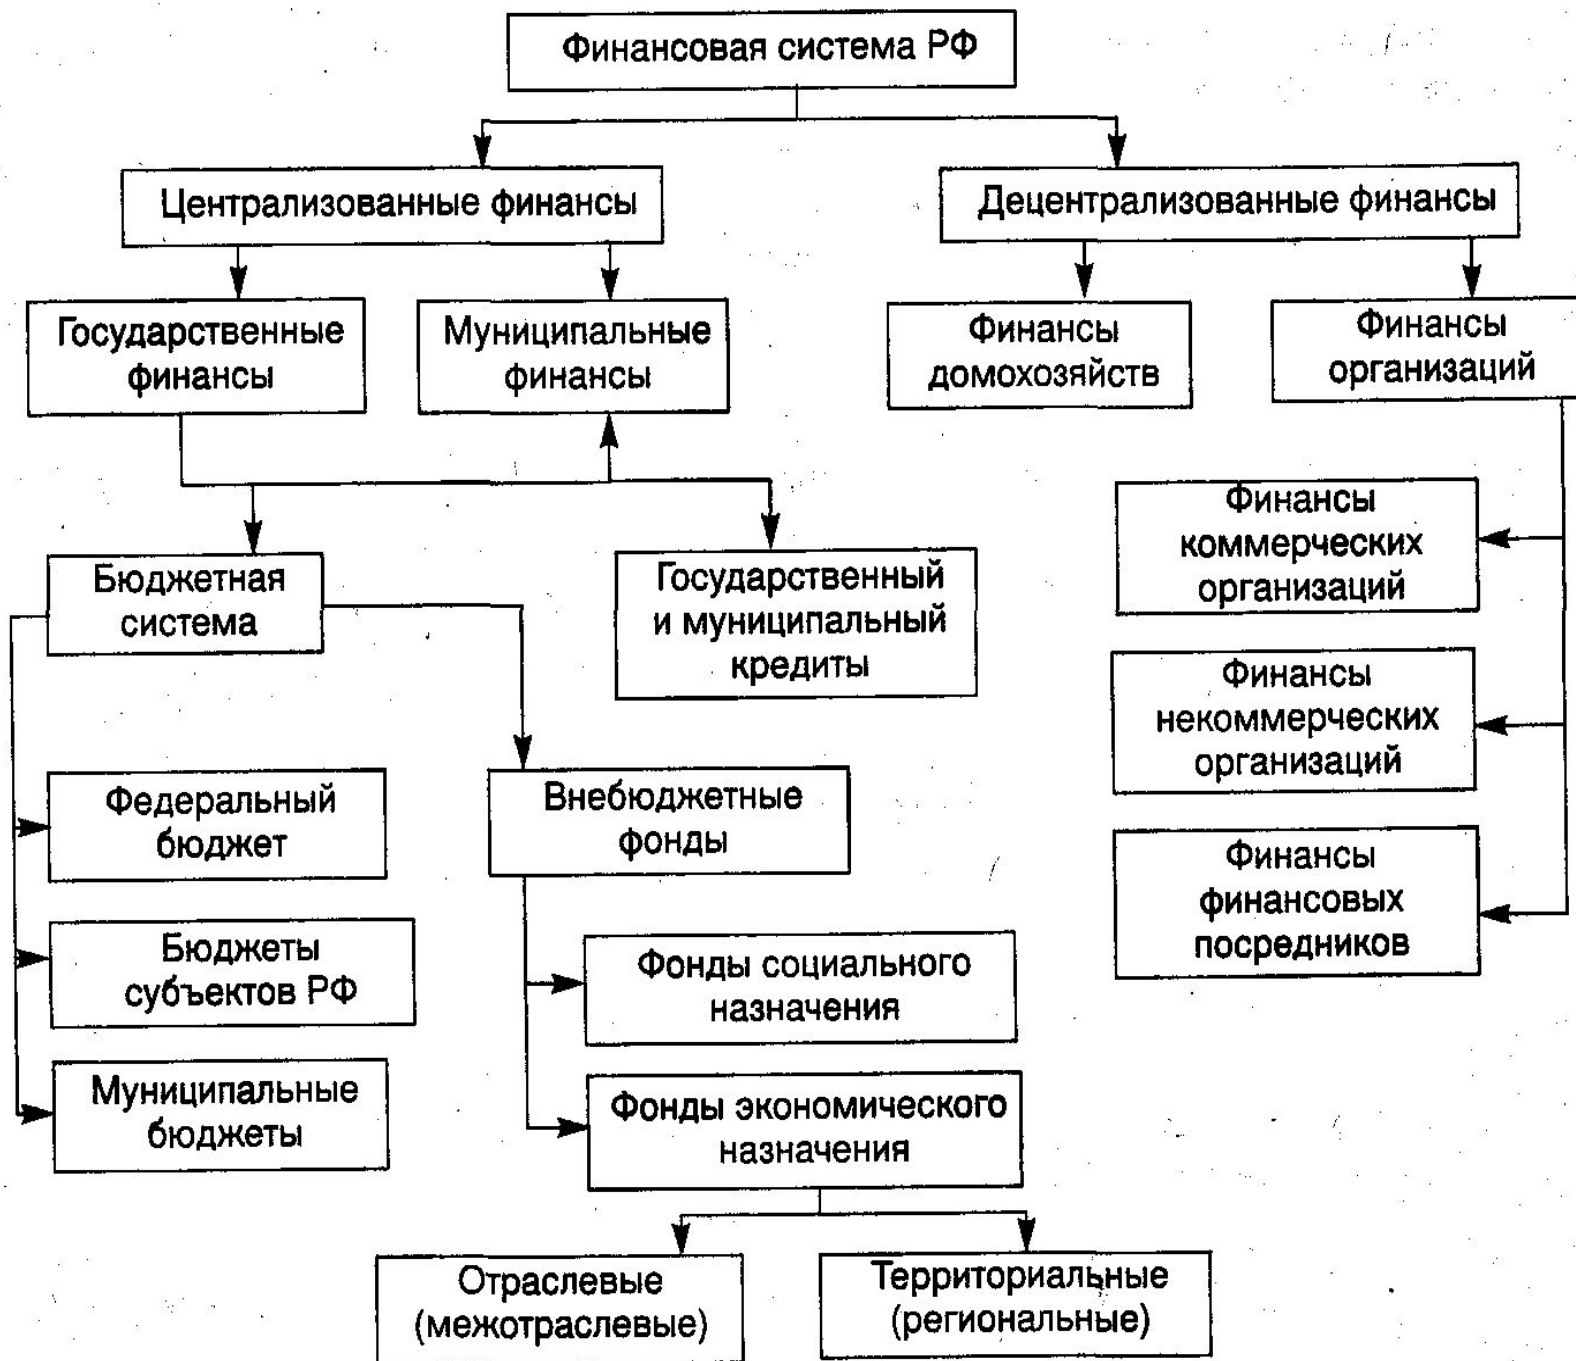 Финансовая система РФ
Централизованные финансы
Децентрализованные финансы
Государственные
финансы
Муниципальные
финансы
Финансы
домохозяйств
Финансы
организаций
Бюджетная
система
Государственный
и муниципальный
кредиты
Финансы
коммерческих
организаций
Финансы
некоммерческих
организаций
Финансы
финансовых
посредников
Федеральный
бюджет
Внебюджетные
фонды
Бюджеты
субъектов РФ
Фонды социального
назначения
Муниципальные
бюджеты
Фонды экономического
назначения
Отраслевые
(межотраслевые)
Территориальные
(региональные)